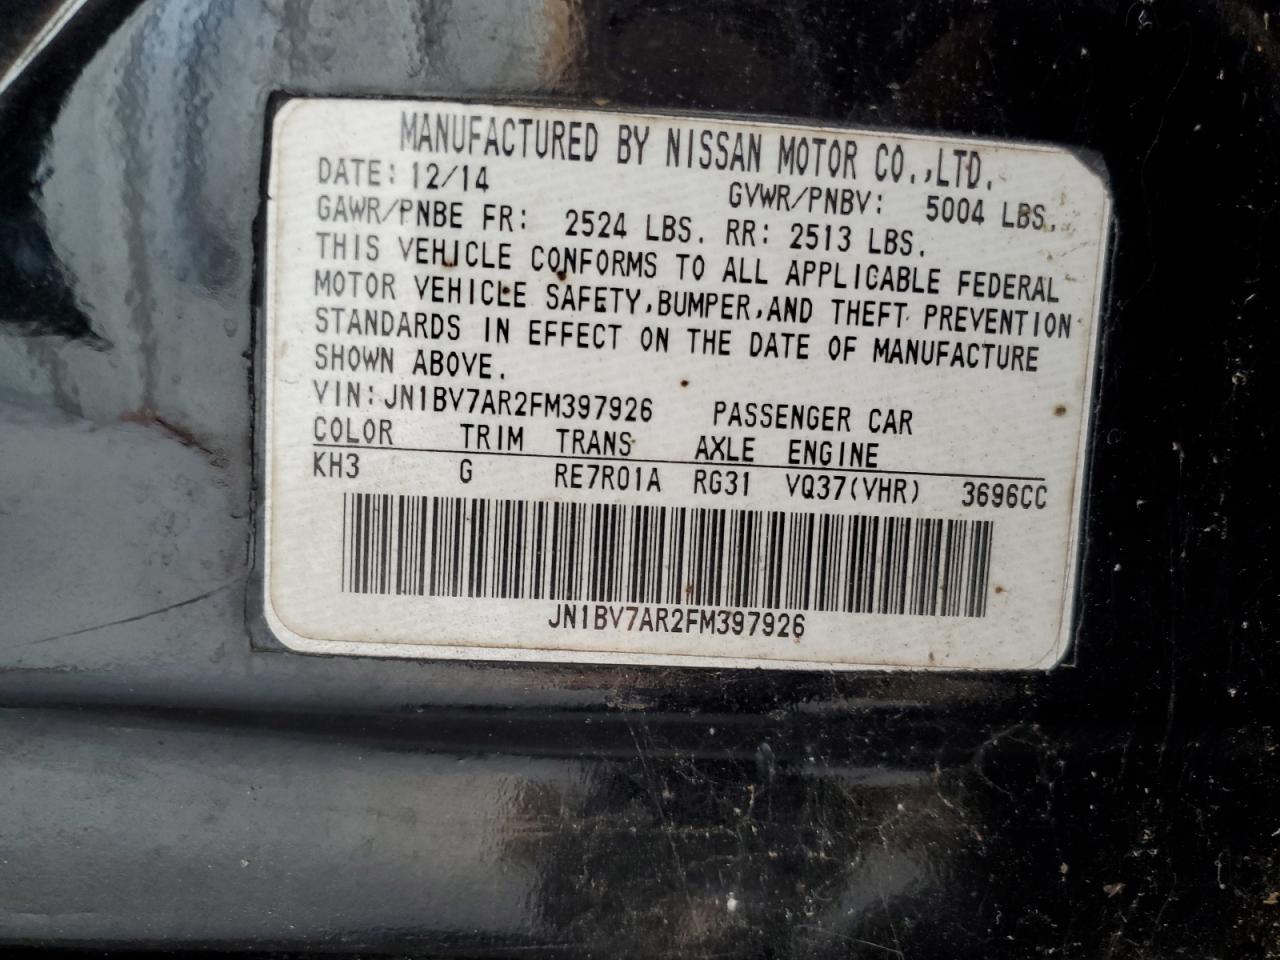 MANUFACTURED BY NISSAN MOTOR CO.,LTD.
DATE: 12/14 GVWR/PNBV: 5004 LBS.
GAWR/PNBE FR: 2524 LBS. RR: 2513 LBS.
THIS VEHICLE CONFORMS TO ALL APPLICABLE FEDERAL
MOTOR VEHICLE SAFETY,BUMPER,AND THEFT PREVENTION
STANDARDS IN EFFECT ON THE DATE OF MANUFACTURE
SHOWN ABOVE.
VIN:JN1BV7AR2FM397926 PASSENGER CAR
COLOR TRIM TRANS AXLE ENGINE
KH3 G RE7R01A RG31 VQ37(VHR) 3696CC
JN1BV7AR2FM397926